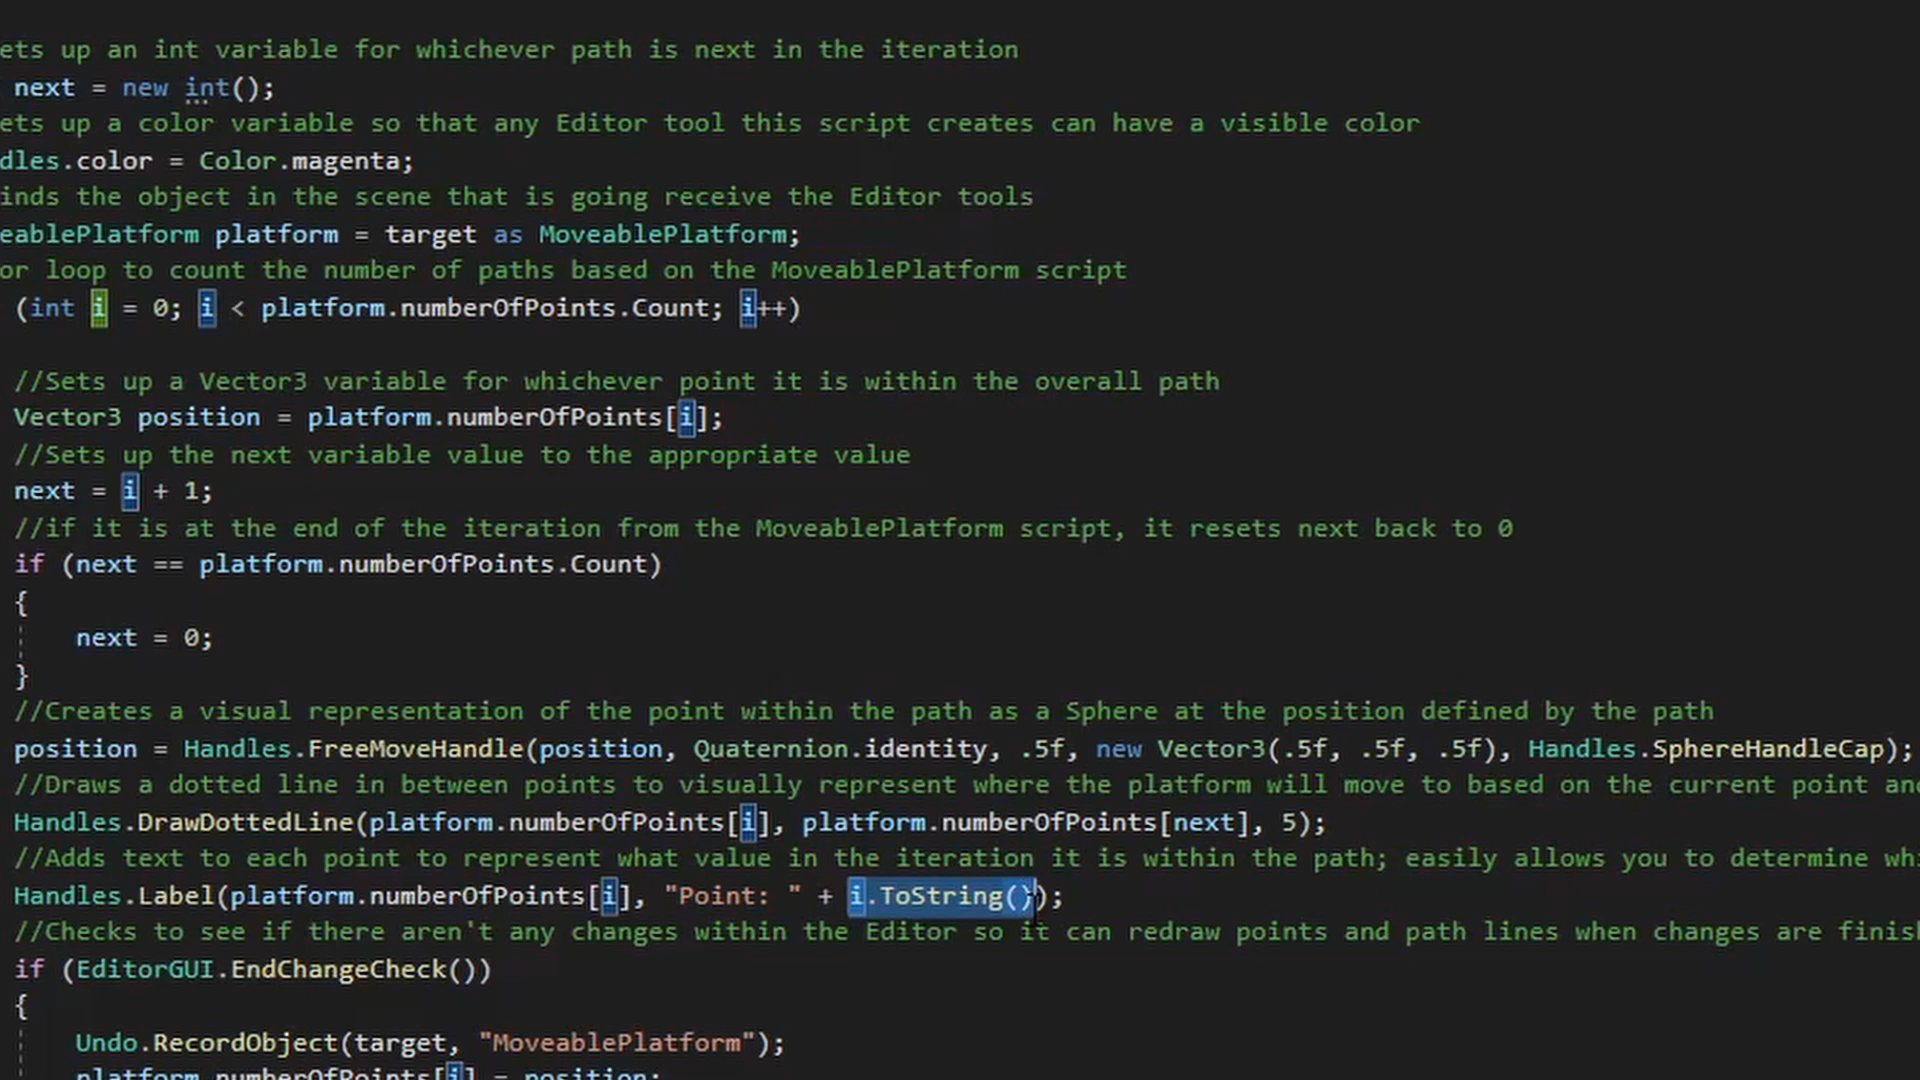 ets up an int variable for whichever path is next in the iteration
next = new int();
ets up a color variable so that any Editor tool this script creates can have a visible color
dles.color = Color.magenta;
inds the object in the scene that is going receive the Editor tools
eablePlatform platform = target as MoveablePlatform;
or loop to count the number of paths based on the MoveablePlatform script
(int i = 0; i < platform.numberOfPoints.Count; i++)
//Sets up a Vector3 variable for whichever point it is within the overall path
Vector3 position = platform.numberOfPoints[i];
//Sets up the next variable value to the appropriate value
next = i + 1;
//if it is at the end of the iteration from the MoveablePlatform script, it resets next back to 0
if (next == platform.numberOfPoints.Count)
{
next = 0;
}
//Creates a visual representation of the point within the path as a Sphere at the position defined by the path
position = Handles.FreeMoveHandle(position, Quaternion.identity, .5f, new Vector3(.5f, .5f, .5f), Handles.SphereHandleCap);
//Draws a dotted line in between points to visually represent where the platform will move to based on the current point an
Handles.DrawDottedLine(platform.numberOfPoints[i], platform.numberOfPoints[next], 5);
//Adds text to each point to represent what value in the iteration it is within the path; easily allows you to determine wh
Handles.Label(platform.numberOfPoints[i], "Point: " + i.ToString());
//Checks to see if there aren't any changes within the Editor so it can redraw points and path lines when changes are finis
if (EditorGUI.EndChangeCheck())
{
Undo.RecordObject(target, "MoveablePlatform");
platform.numberOfPoints[i] = position;